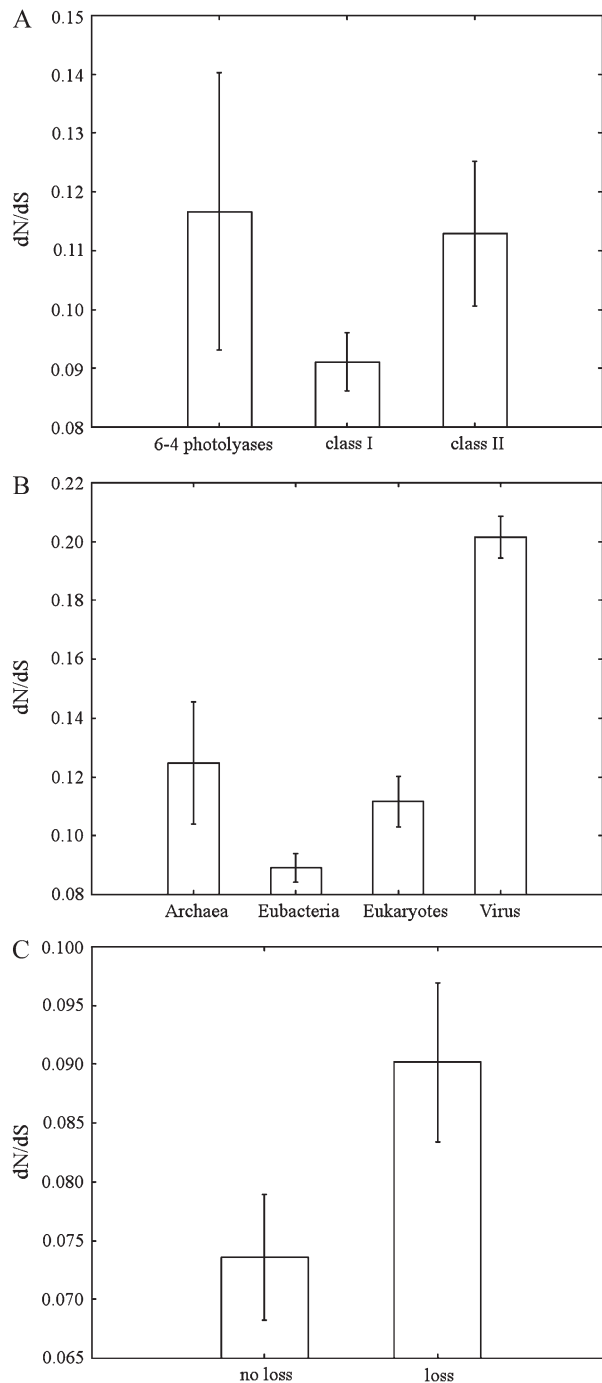 A
0.15
0.14
0.13
0.12
0.11
0.10
0.09
0.08
dN/dS
6-4 photolyases class I class II
B
0.22
0.20
0.18
0.16
0.14
0.12
0.10
0.08
dN/dS
Archaea Eubacteria Eukaryotes Virus
C
0.100
0.095
0.090
0.085
0.080
0.075
0.070
0.065
dN/dS
no loss loss